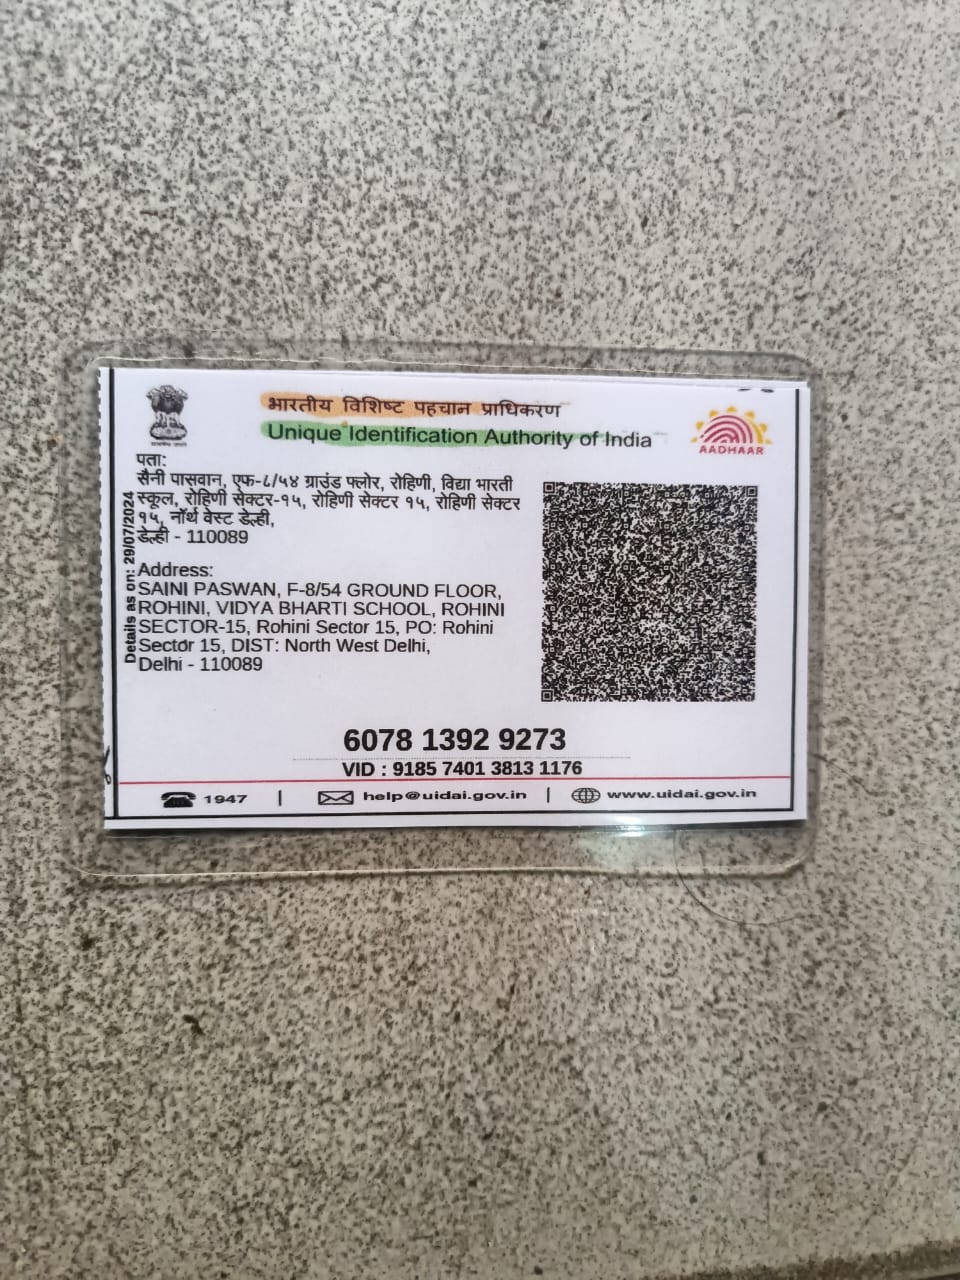 भारतीय विशिष्ट पहचान प्राधिकरण
Unique Identification Authority of India
AADHAAR
पता:
सैनी पासवान, एफ-८/५४ ग्राउंड फ्लोर, रोहिणी, विद्या भारती
स्कूल, रोहिणी सेक्टर-१५, रोहिणी सेक्टर १५, रोहिणी सेक्टर
१५, नॉर्थ वेस्ट डेल्ही,
डेल्ही - 110089
Details as on: 29/07/2024
Address:
SAINI PASWAN, F-8/54 GROUND FLOOR,
ROHINI, VIDYA BHARTI SCHOOL, ROHINI
SECTOR-15, Rohini Sector 15, PO: Rohini
Sector 15, DIST: North West Delhi,
Delhi - 110089
6078 1392 9273
VID : 9185 7401 3813 1176
1947 | help@uidai.gov.in | www.uidai.gov.in